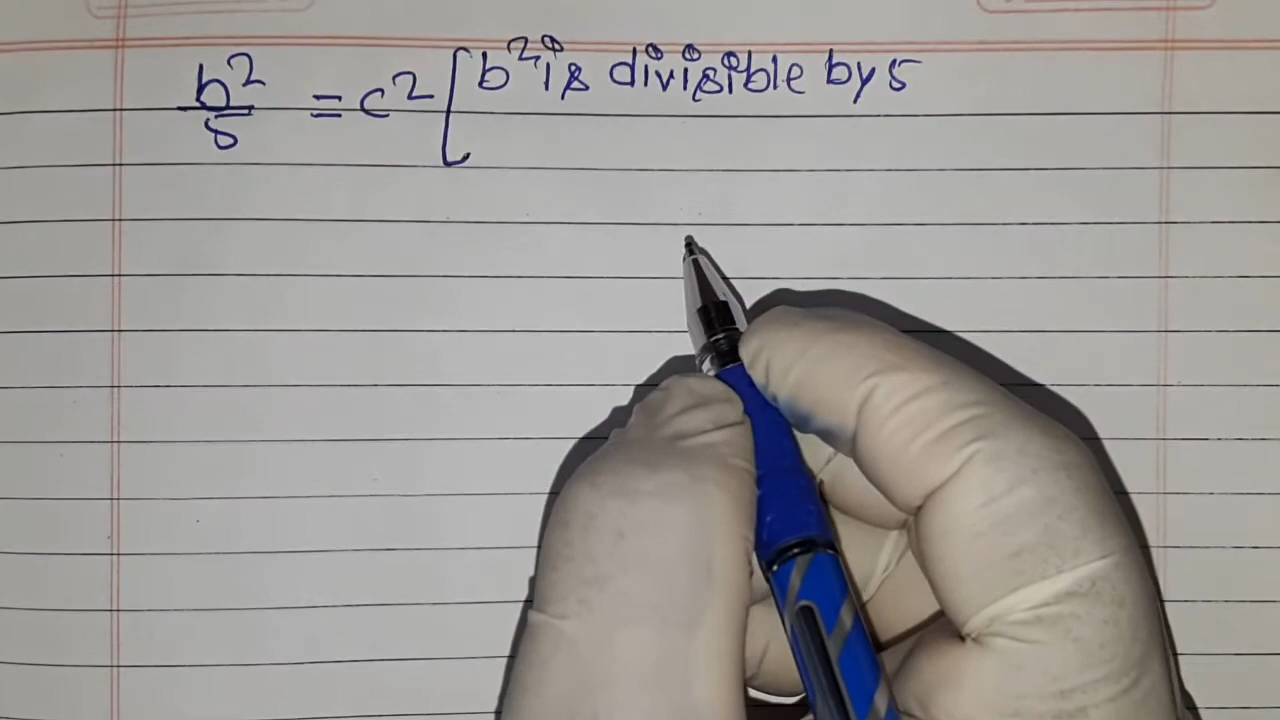 b²/5 = c² [b² is divisible by 5